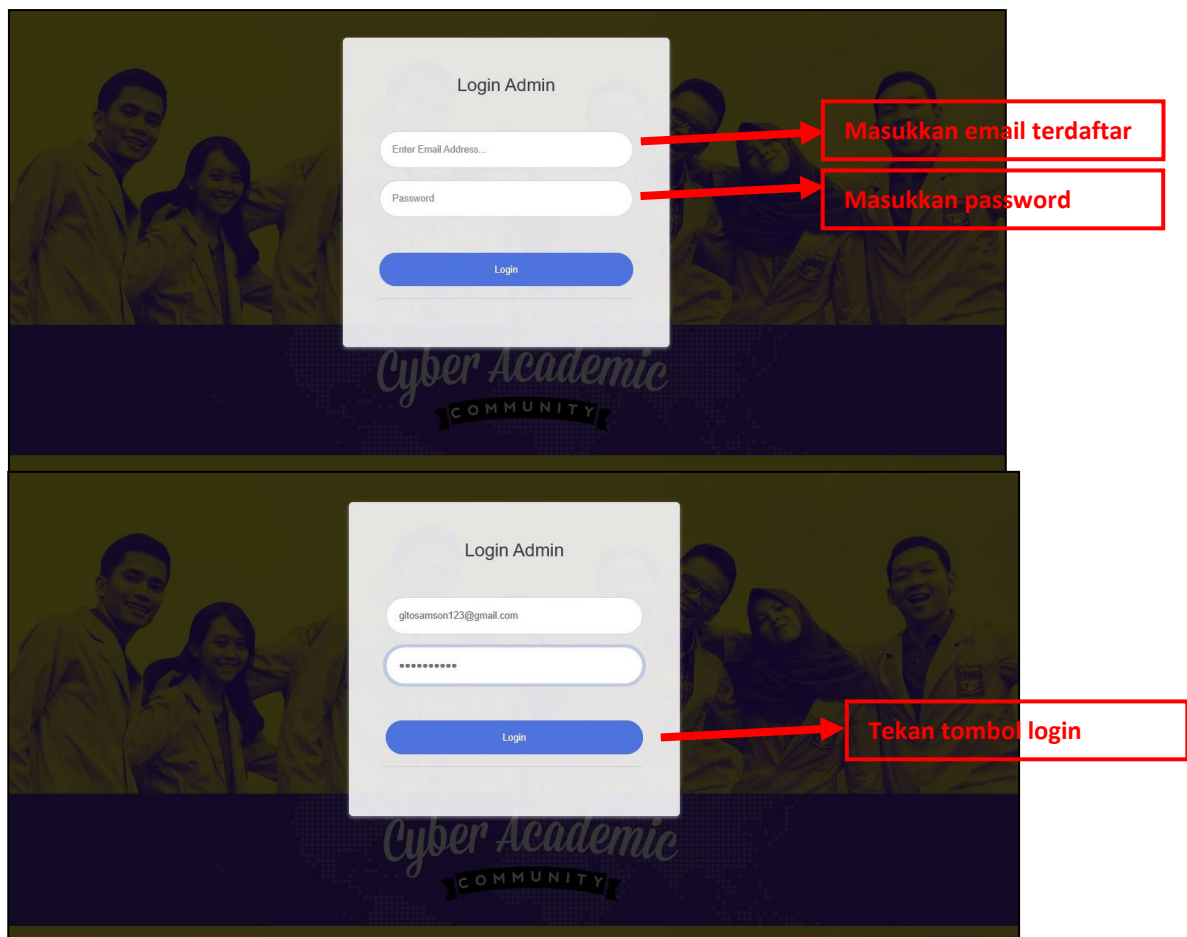 Login Admin
Enter Email Address...
Masukkan email terdaftar
Password
Masukkan password
Login
Cyber Academic
COMMUNITY
Login Admin
gitosamson123@gmail.com
••••••••••
Login
Tekan tombol login
Cyber Academic
COMMUNITY